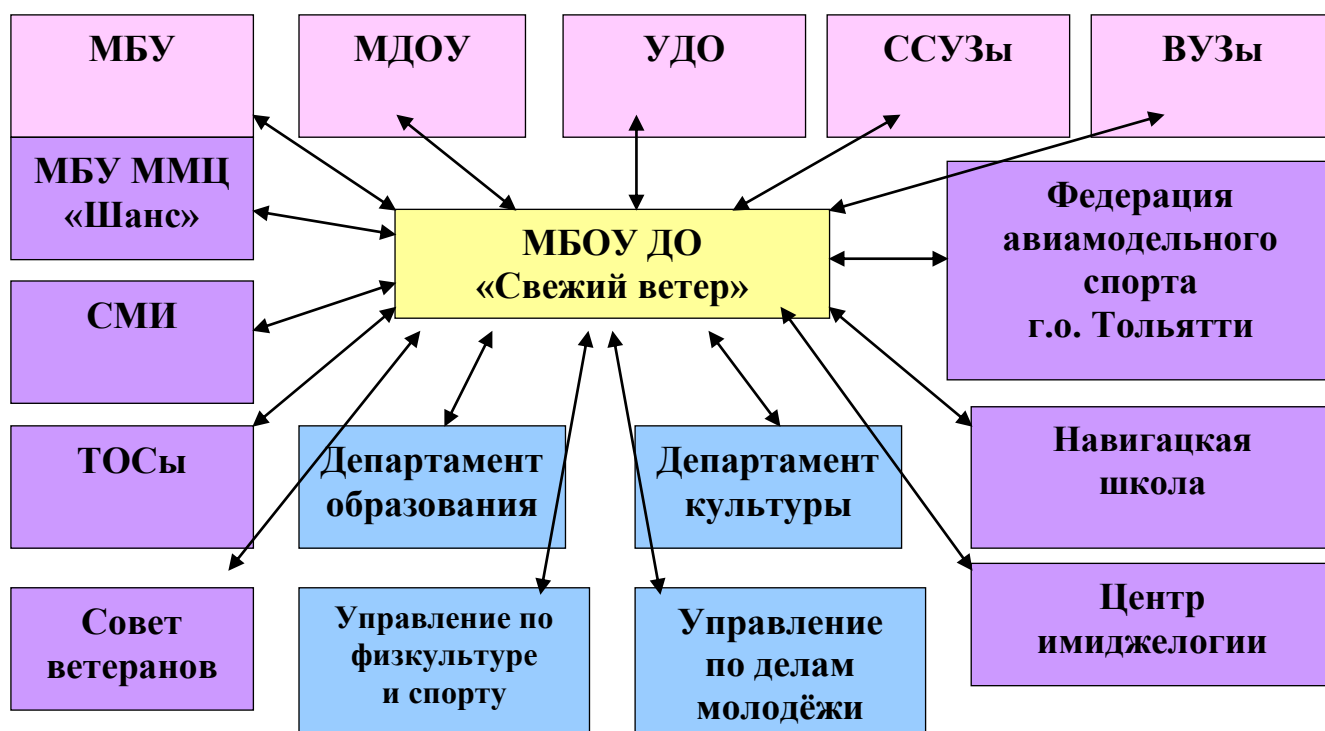 МБУ
МДОУ
УДО
ССУЗы
ВУЗы
МБУ ММЦ
«Шанс»
Федерация
авиамодельного
спорта
г.о. Тольятти
МБОУ ДО
«Свежий ветер»
СМИ
ТОСы
Департамент
образования
Департамент
культуры
Навигацкая
школа
Совет
ветеранов
Управление по
физкультуре
и спорту
Управление
по делам
молодёжи
Центр
имиджелогии